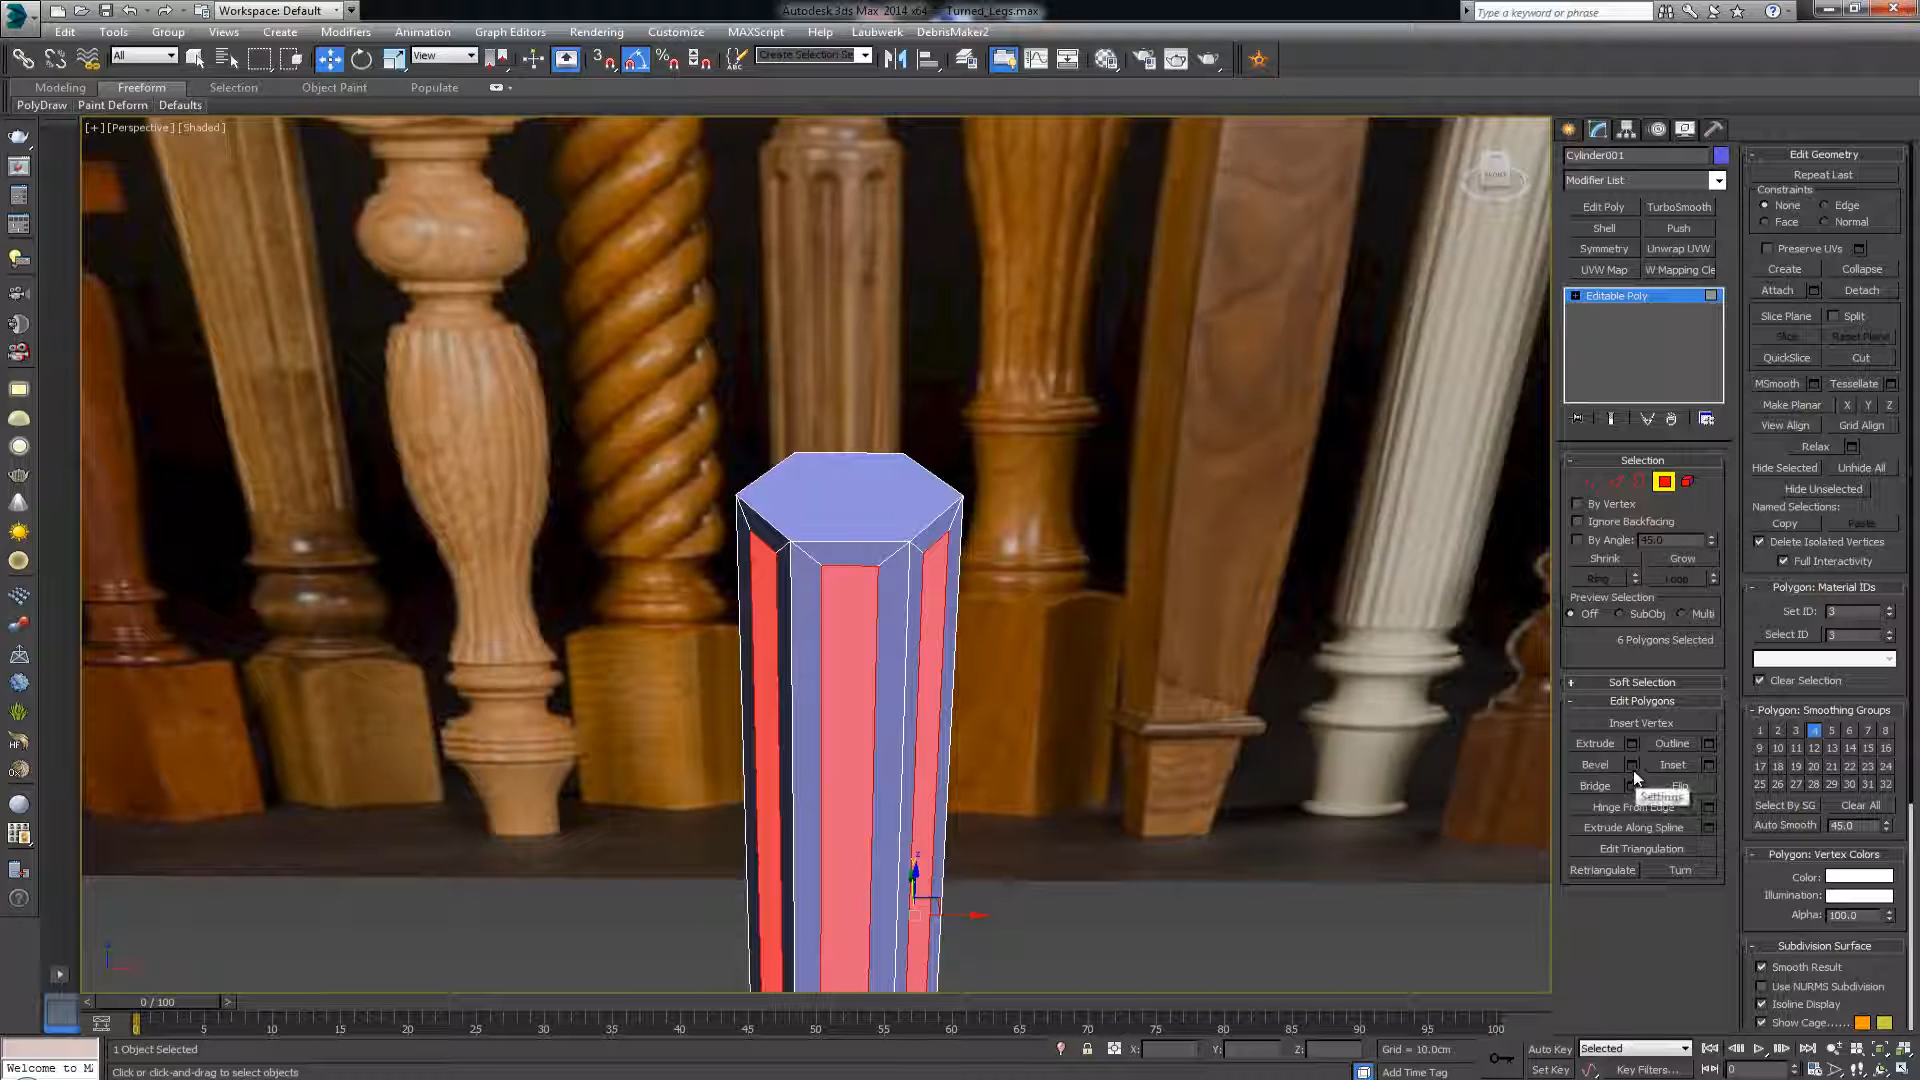 Workspace: Default
Autodesk 3ds Max 2014 x64
Turned_Legs.max
Type a keyword or phrase
Edit Tools Group Views Create Modifiers Animation Graph Editors Rendering Customize MAXScript Help Laubwerk DebrisMaker2
All
View
Create Selection Se
Modeling Freeform Selection Object Paint Populate
PolyDraw Paint Deform Defaults
[+][Perspective][Shaded]
Cylinder001
Modifier List
Edit Poly TurboSmooth
Shell Push
Symmetry Unwrap UVW
UVW Map W Mapping Cle
Editable Poly
Selection
By Vertex
Ignore Backfacing
By Angle: 45.0
Shrink Grow
Ring Loop
Preview Selection
Off SubObj Multi
6 Polygons Selected
Soft Selection
Edit Polygons
Insert Vertex
Extrude Outline
Bevel Inset
Bridge Flip
Settings
Hinge From Edge
Extrude Along Spline
Edit Triangulation
Retriangulate Turn
Edit Geometry
Repeat Last
Constraints
None Edge
Face Normal
Preserve UVs
Create Collapse
Attach Detach
Slice Plane Split
Slice Reset Plane
QuickSlice Cut
MSmooth Tessellate
Make Planar X Y Z
View Align Grid Align
Relax
Hide Selected Unhide All
Hide Unselected
Named Selections:
Copy Paste
Delete Isolated Vertices
Full Interactivity
Polygon: Material IDs
Set ID: 3
Select ID 3
Clear Selection
Polygon: Smoothing Groups
1 2 3 4 5 6 7 8
9 10 11 12 13 14 15 16
17 18 19 20 21 22 23 24
25 26 27 28 29 30 31 32
Select By SG Clear All
Auto Smooth 45.0
Polygon: Vertex Colors
Color:
Illumination:
Alpha: 100.0
Subdivision Surface
Smooth Result
Use NURMS Subdivision
Isoline Display
Show Cage......
0 / 100
0 5 10 15 20 25 30 35 40 45 50 55 60 65 70 75 80 85 90 95 100
1 Object Selected
X: Y: Z:
Grid = 10.0cm
Auto Key Selected
Welcome to M
Click or click-and-drag to select objects
Add Time Tag
Set Key Key Filters...
0